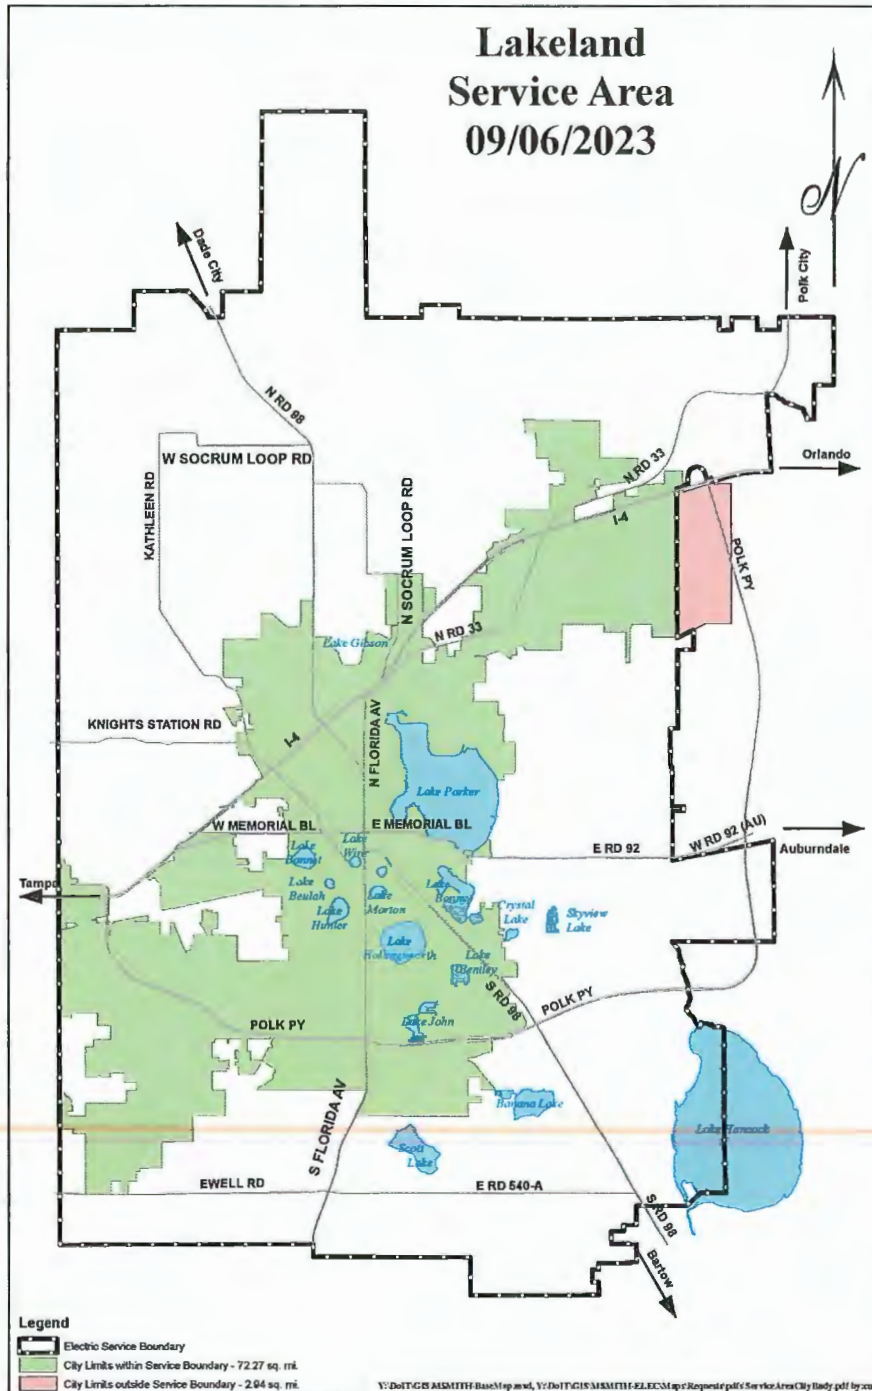 Lakeland
Service Area
09/06/2023
N
Dade City
Polk City
N RD 98
W SOCRUM LOOP RD
KATHLEEN RD
N SOCRUM LOOP RD
N RD 33
Orlando
I-4
POLK PY
N RD 33
Lake Gibson
KNIGHTS STATION RD
I-4
N FLORIDA AV
Lake Parker
W MEMORIAL BL
E MEMORIAL BL
E RD 92
W RD 92 (AU)
Auburndale
Lake
Bonnet
Lake
Wire
Tampa
Lake
Beulah
Lake
Morton
Lake
Bonny
Lake
Hunter
Crystal
Lake
Skyview
Lake
Lake
Hollingsworth
Lake
Bentley
S RD 98
POLK PY
POLK PY
Lake John
Banana Lake
S FLORIDA AV
Scott
Lake
Lake Hancock
EWELL RD
E RD 540-A
S RD 98
Bartow
Legend
Electric Service Boundary
City Limits within Service Boundary - 72.27 sq. mi.
City Limits outside Service Boundary - 2.94 sq. mi.